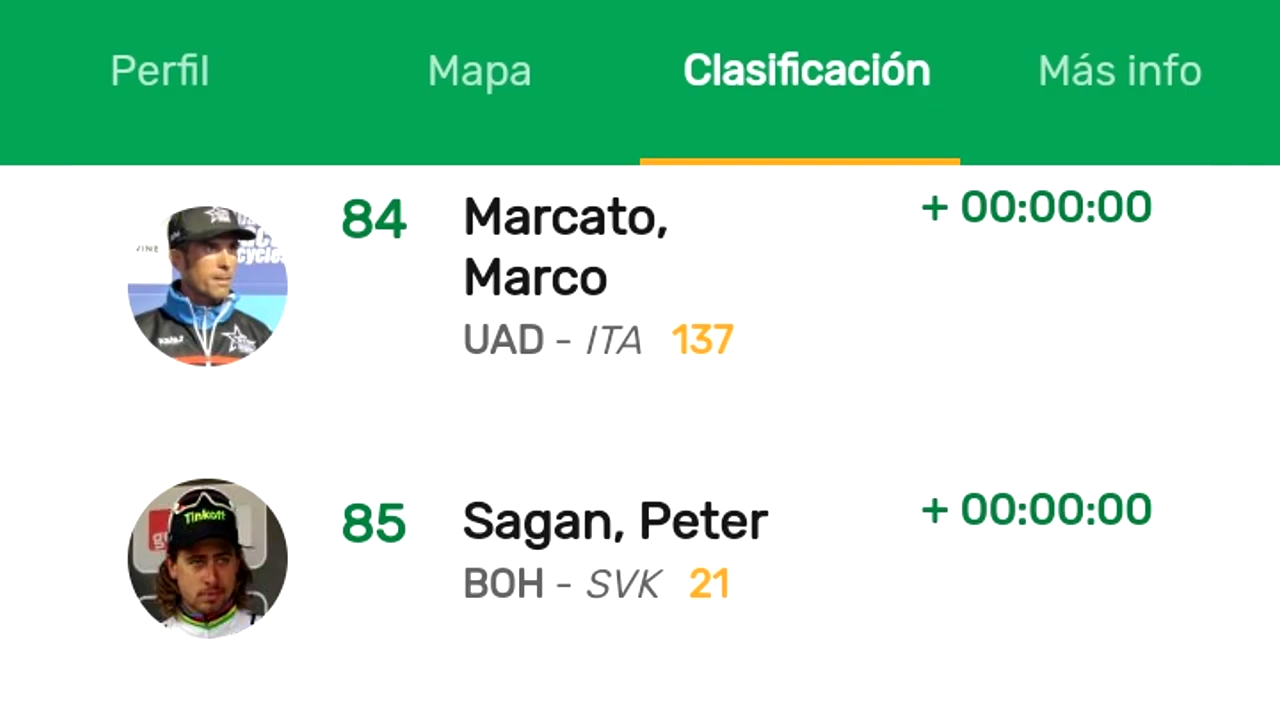 Perfil Mapa Clasificación Más info
84 Marcato, + 00:00:00
Marco
UAD - ITA 137
Tinkoff
85 Sagan, Peter + 00:00:00
BOH - SVK 21